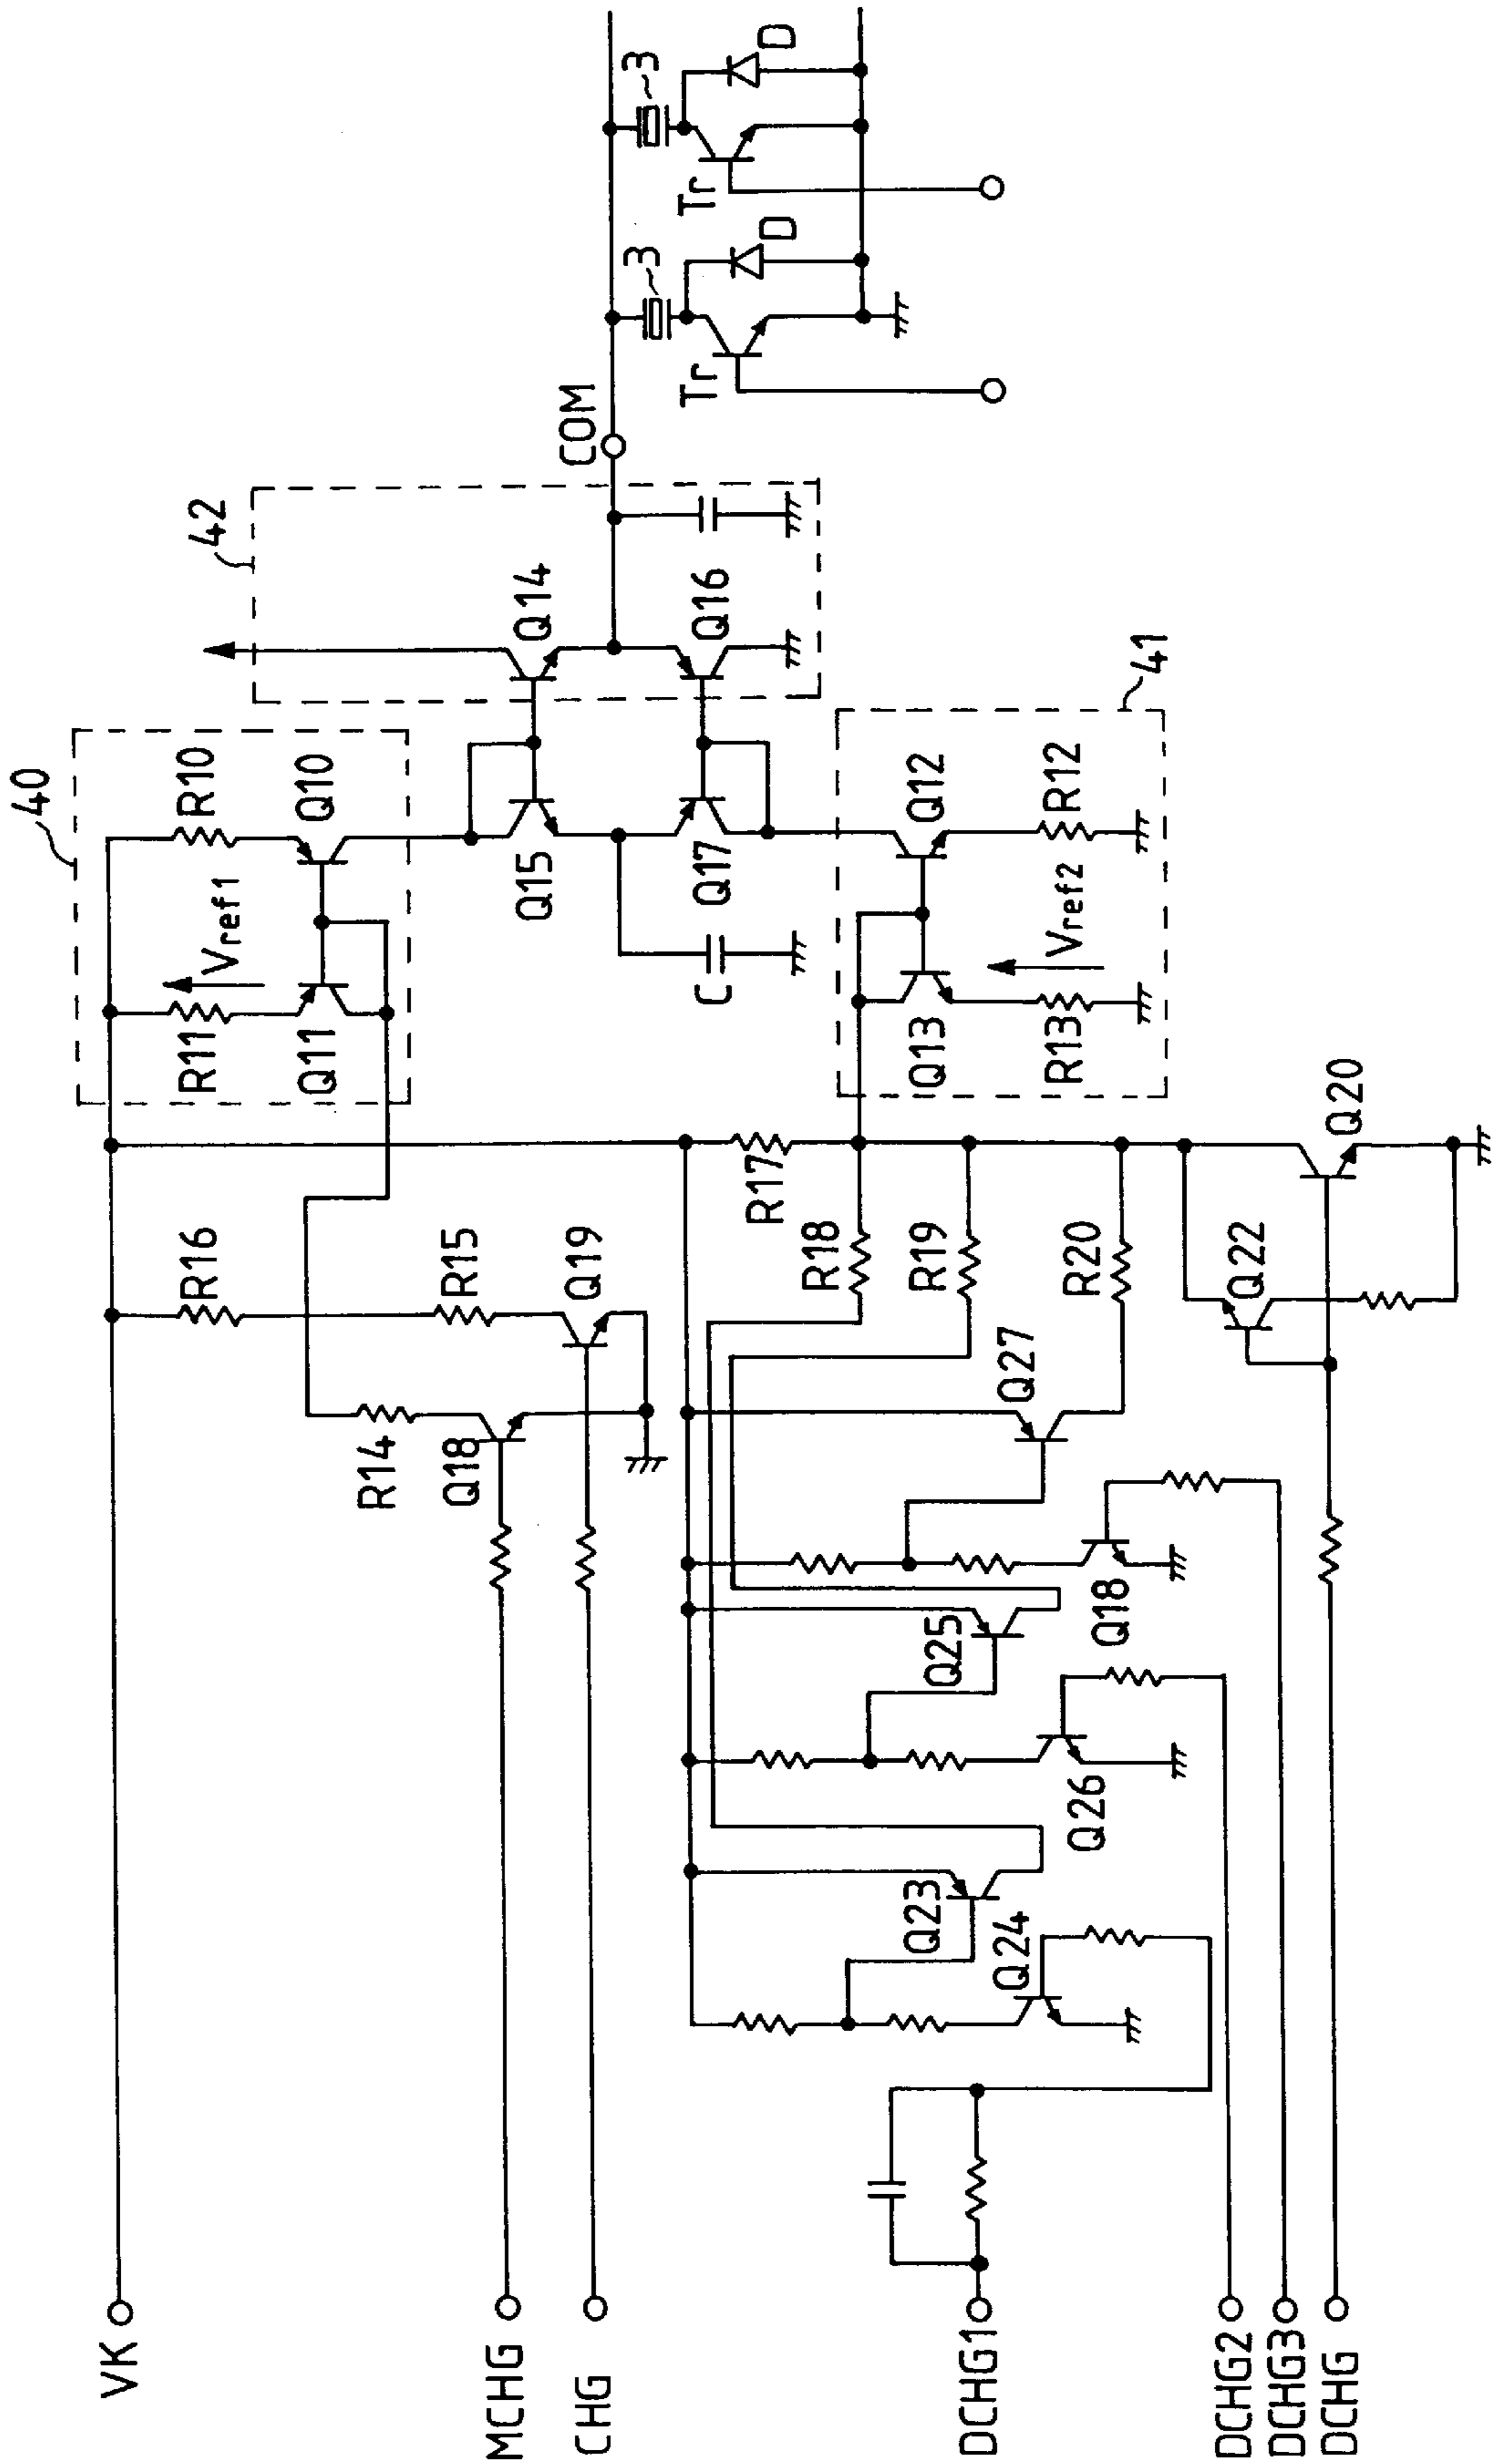 40
R10
Q10
Vref1
R11
Q11
42
Q14
Q16
COM
3
3
D
D
Tr
Tr
Q15
Q17
C
41
Q12
R12
Vref2
Q13
R13
VK
R16
R15
Q19
R14
Q18
MCHG
CHG
R17
R18
R19
R20
Q20
Q22
Q27
Q18
Q25
Q26
Q23
Q24
DCHG1
DCHG2
DCHG3
DCHG